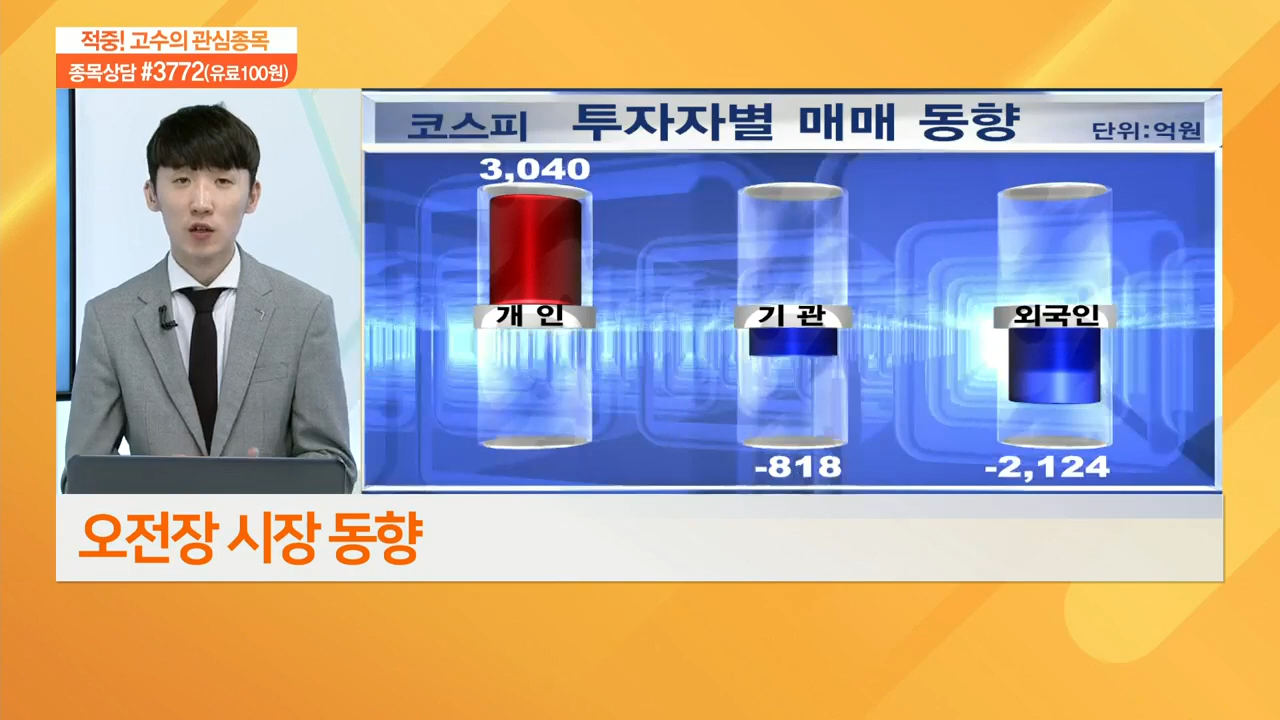 적중! 고수의 관심종목
종목상담 #3772(유료100원)
코스피 투자자별 매매 동향 단위:억원
3,040
개 인 기 관 외국인
-818 -2,124
오전장 시장 동향